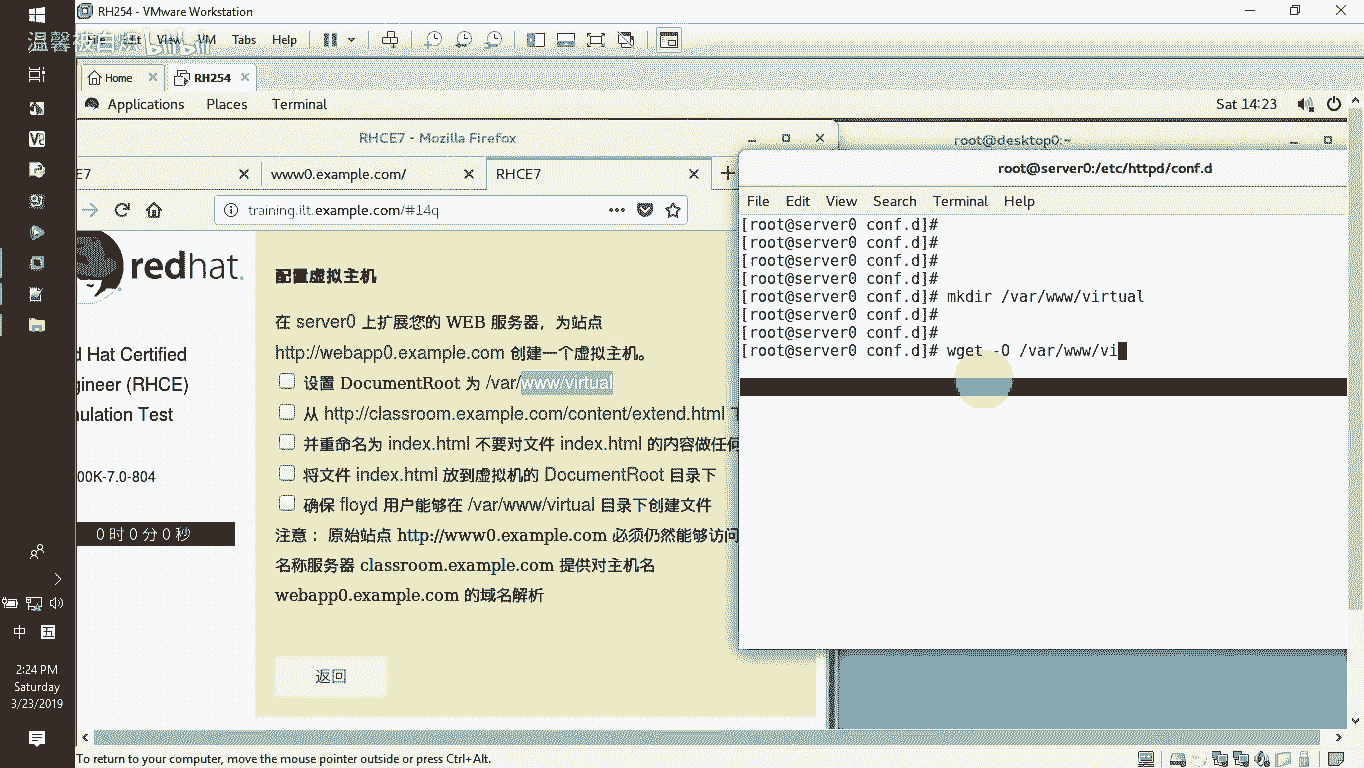 RH254 - VMware Workstation
温馨被自炫 bilibili
File Edit View VM Tabs Help
Home
RH254
Applications Places Terminal
Sat 14:23
RHCE7 - Mozilla Firefox
root@desktop0:~
E7
www0.example.com/
RHCE7
training.ilt.example.com/#14q
redhat.
d Hat Certified
gineer (RHCE)
ulation Test
00K-7.0-804
0 时 0 分 0 秒
配置虚拟主机
在 server0 上扩展您的 WEB 服务器，为站点
http://webapp0.example.com 创建一个虚拟主机。
设置 DocumentRoot 为 /var/www/virtual
从 http://classroom.example.com/content/extend.html 下
并重命名为 index.html 不要对文件 index.html 的内容做任何
将文件 index.html 放到虚拟机的 DocumentRoot 目录下
确保 floyd 用户能够在 /var/www/virtual 目录下创建文件
注意 ：原始站点 http://www0.example.com 必须仍然能够访问
名称服务器 classroom.example.com 提供对主机名
webapp0.example.com 的域名解析
返回
root@server0:/etc/httpd/conf.d
File Edit View Search Terminal Help
[root@server0 conf.d]#
[root@server0 conf.d]#
[root@server0 conf.d]#
[root@server0 conf.d]#
[root@server0 conf.d]# mkdir /var/www/virtual
[root@server0 conf.d]#
[root@server0 conf.d]#
[root@server0 conf.d]# wget -O /var/www/vi
中 五
2:24 PM
Saturday
3/23/2019
To return to your computer, move the mouse pointer outside or press Ctrl+Alt.